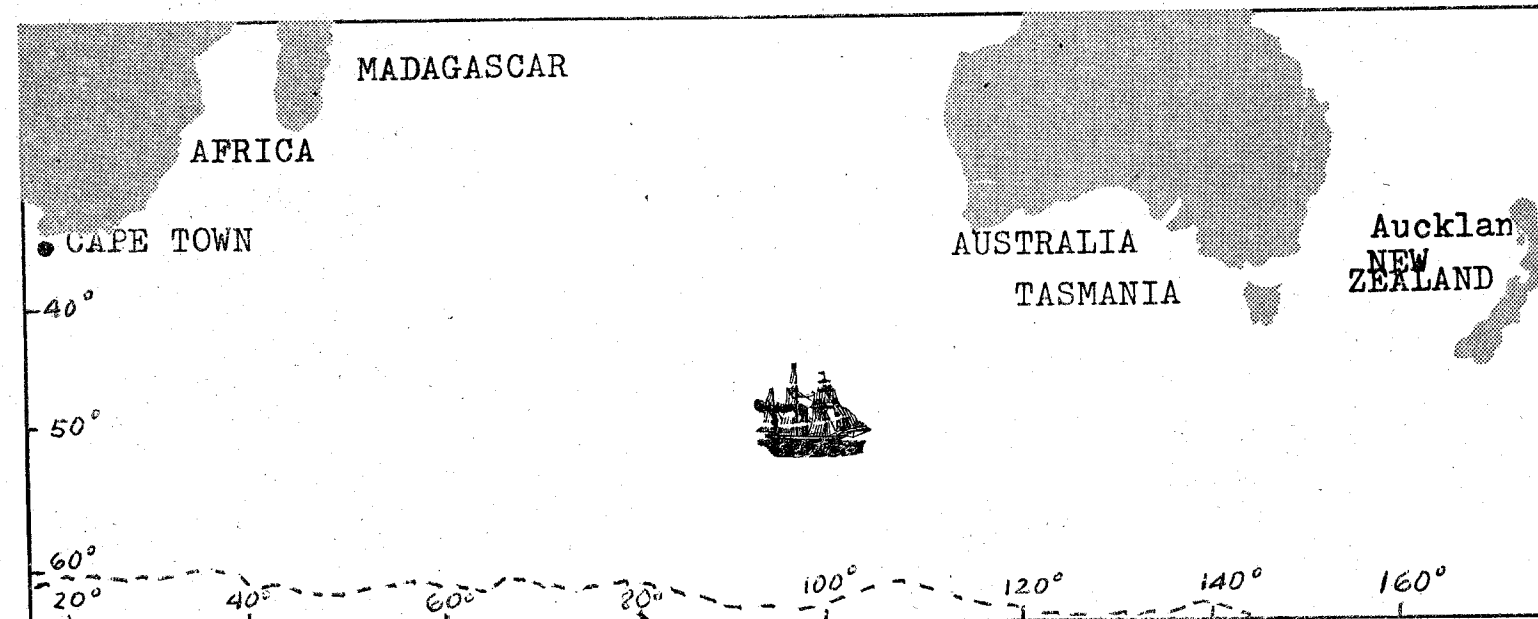 MADAGASCAR
AFRICA
CAPE TOWN
AUSTRALIA
TASMANIA
Aucklan
NEW
ZEALAND
40°
50°
60°
20° 40° 60° 80° 100° 120° 140° 160°